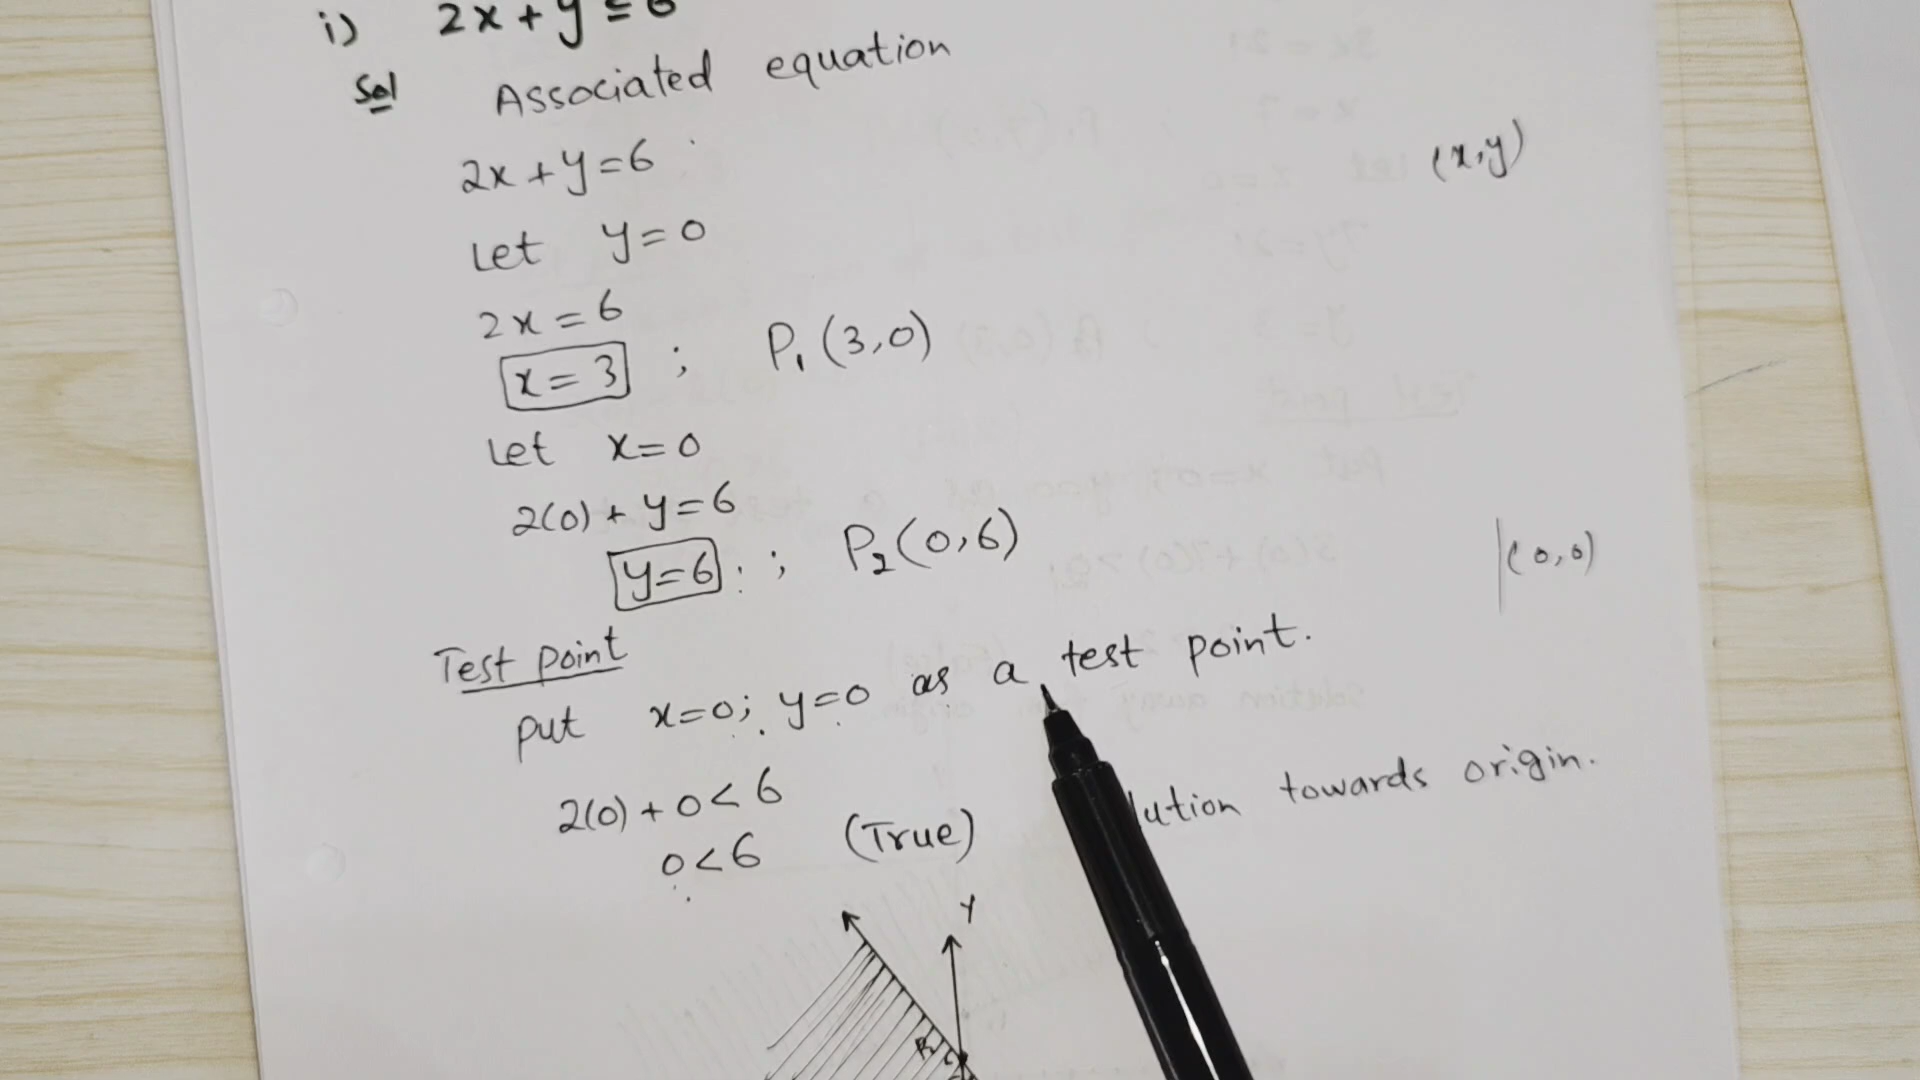 i) 2x + y ≤ 6
Sol Associated equation
2x + y = 6
(x,y)
Let y = 0
2x = 6
x = 3 ; P₁ (3,0)
Let x = 0
2(0) + y = 6
y = 6 ; P₂ (0,6)
(0,0)
Test point
put x=0; y=0 as a test point.
2(0) + 0 < 6
0 < 6 (True) lution towards origin.
Y